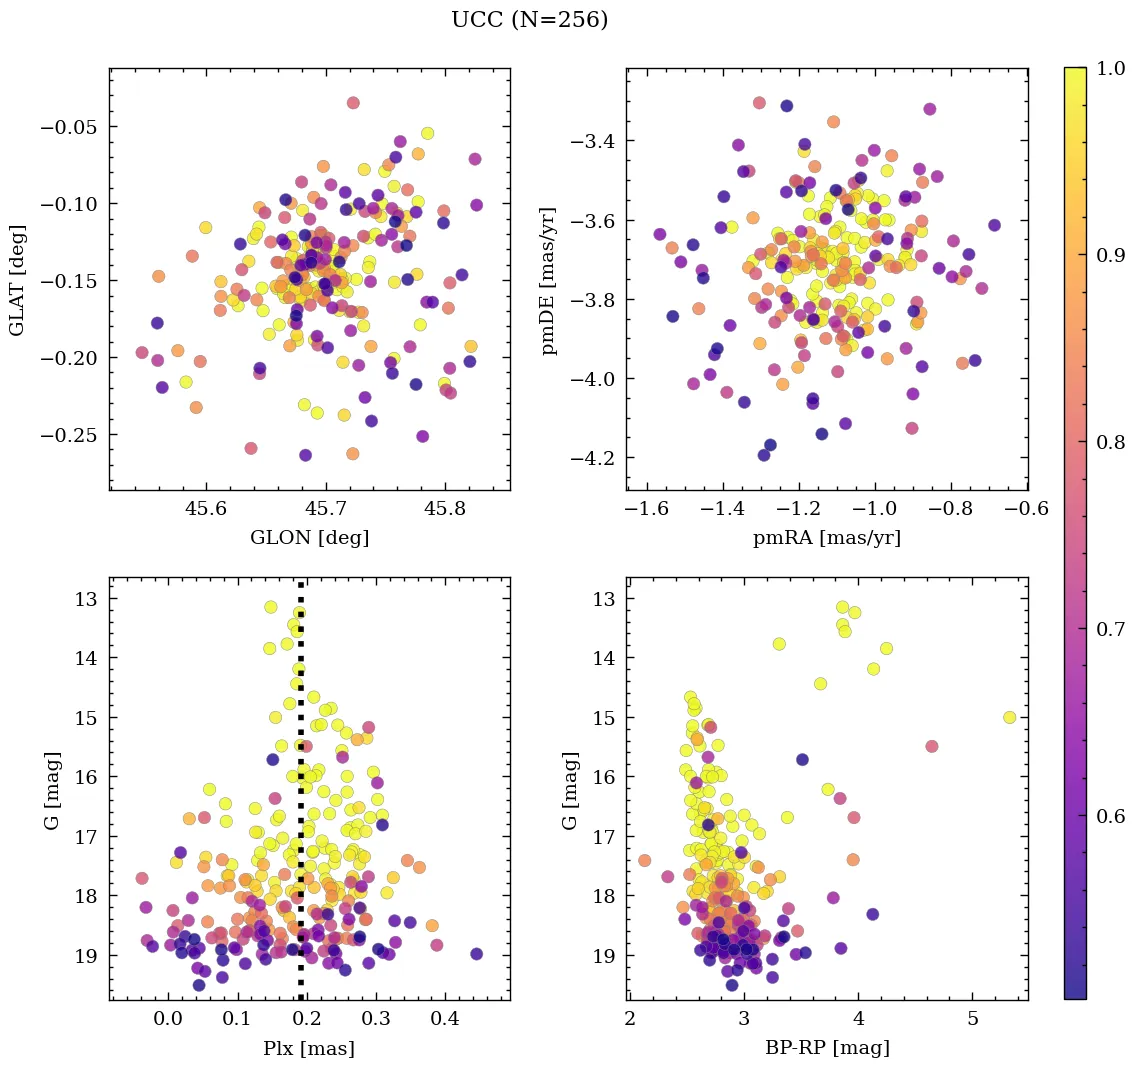 UCC (N=256)
−0.05
−0.10
−0.15
−0.20
−0.25
GLAT [deg]
45.6 45.7 45.8
GLON [deg]
−3.4
−3.6
−3.8
−4.0
−4.2
pmDE [mas/yr]
−1.6 −1.4 −1.2 −1.0 −0.8 −0.6
pmRA [mas/yr]
1.0
0.9
0.8
0.7
0.6
13
14
15
16
17
18
19
G [mag]
0.0 0.1 0.2 0.3 0.4
Plx [mas]
13
14
15
16
17
18
19
G [mag]
2 3 4 5
BP-RP [mag]